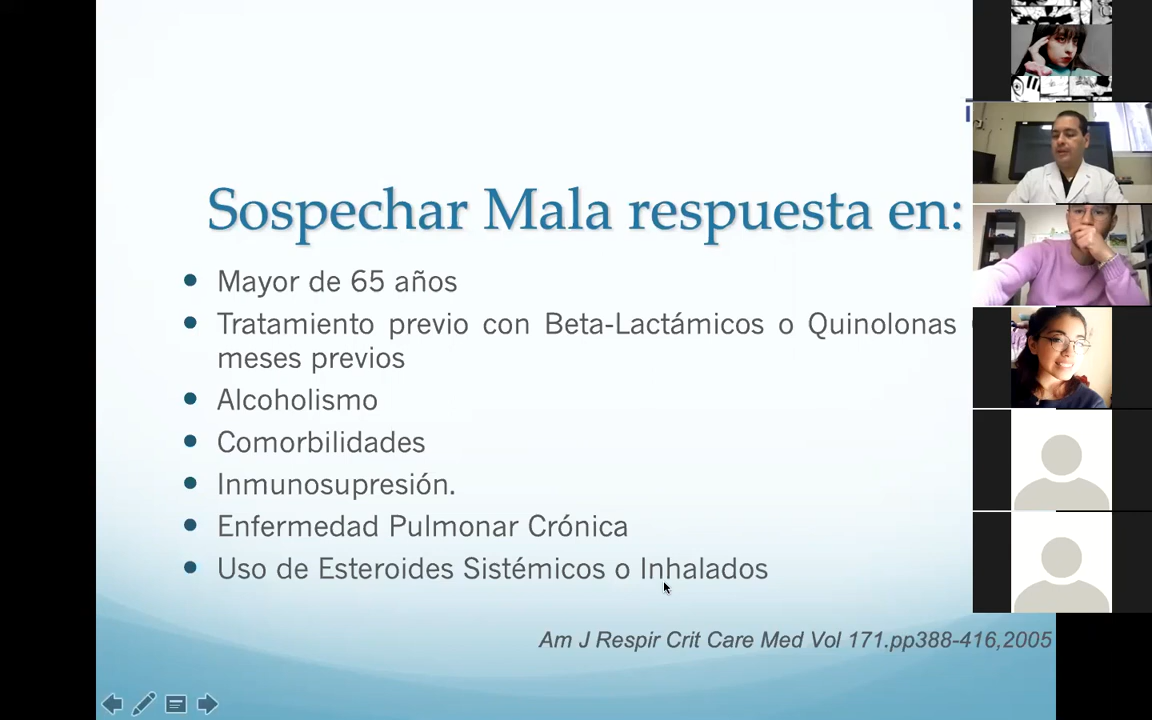 Sospechar Mala respuesta en:
Mayor de 65 años
Tratamiento previo con Beta-Lactámicos o Quinolonas
meses previos
Alcoholismo
Comorbilidades
Inmunosupresión.
Enfermedad Pulmonar Crónica
Uso de Esteroides Sistémicos o Inhalados
Am J Respir Crit Care Med Vol 171.pp388-416,2005